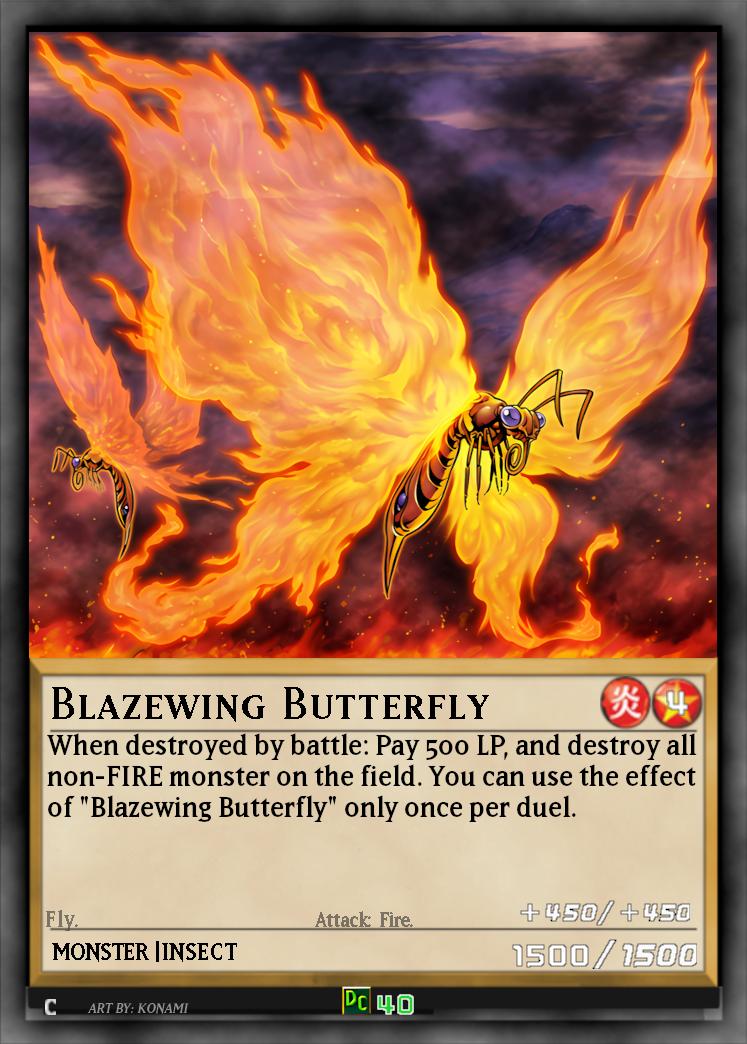 Blazewing Butterfly 炎 4
When destroyed by battle: Pay 500 LP, and destroy all
non-FIRE monster on the field. You can use the effect
of "Blazewing Butterfly" only once per duel.
Fly. Attack: Fire. +450/+450
MONSTER |INSECT 1500/1500
C ART BY: KONAMI DC 40